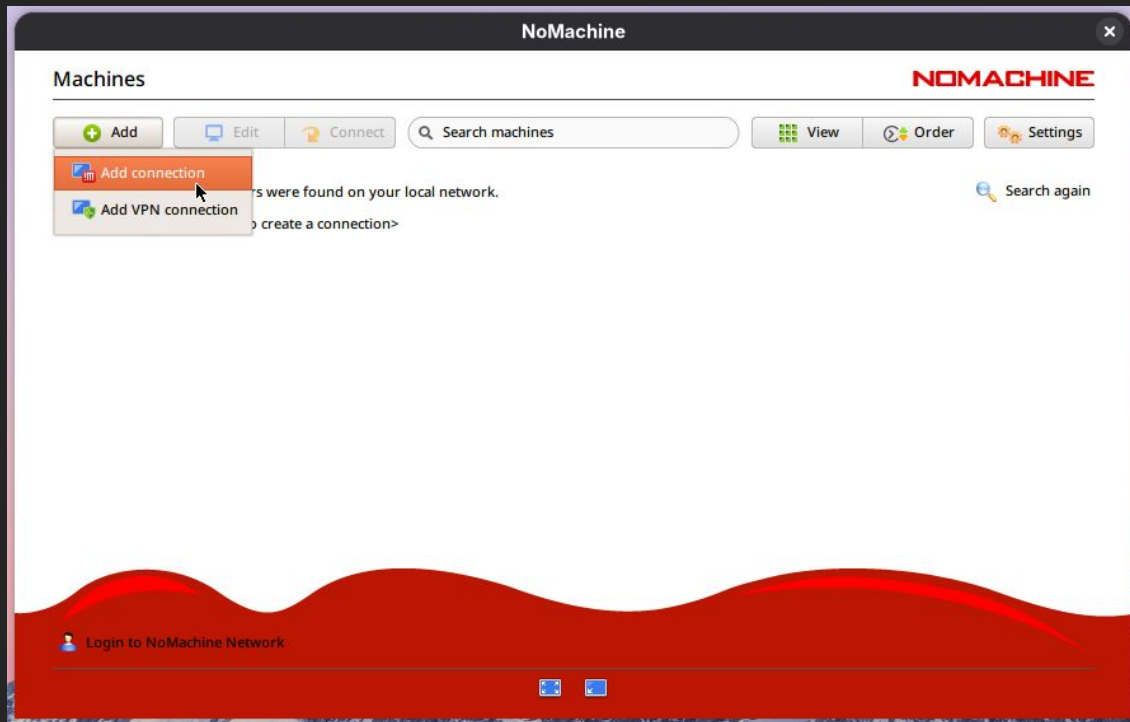 NoMachine
Machines
NOMACHINE
Add
Edit
Connect
Search machines
View
Order
Settings
Add connection
rs were found on your local network.
Search again
Add VPN connection
create a connection>
Login to NoMachine Network